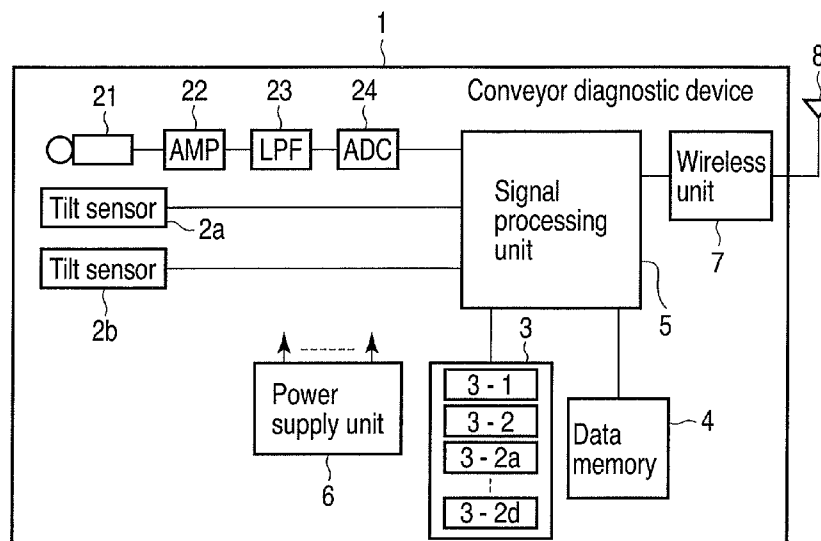 1
8
21
22
23
24
Conveyor diagnostic device
AMP
LPF
ADC
Signal
processing
unit
Wireless
unit
7
Tilt sensor
2a
Tilt sensor
2b
5
3
Power
supply unit
6
3 - 1
3 - 2
3 - 2a
3 - 2d
Data
memory
4